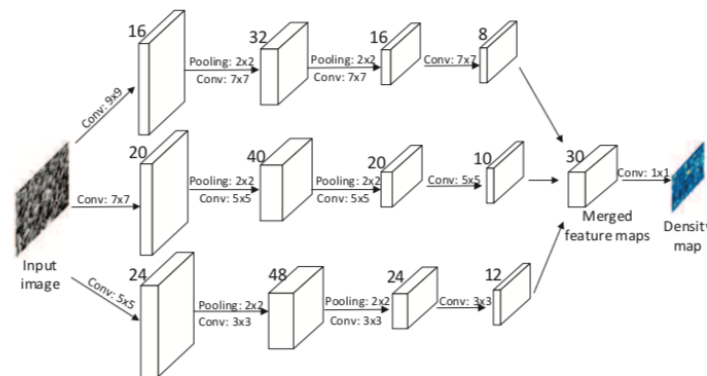 16
32
16
8
Conv: 9x9
Pooling: 2x2
Conv: 7x7
Pooling: 2x2
Conv: 7x7
Conv: 7x7
20
40
20
10
30
Conv: 7x7
Pooling: 2x2
Conv: 5x5
Pooling: 2x2
Conv: 5x5
Conv: 5x5
Conv: 1x1
Merged
feature maps
Density
map
Input
image
24
48
24
12
Conv: 5x5
Pooling: 2x2
Conv: 3x3
Pooling: 2x2
Conv: 3x3
Conv: 3x3